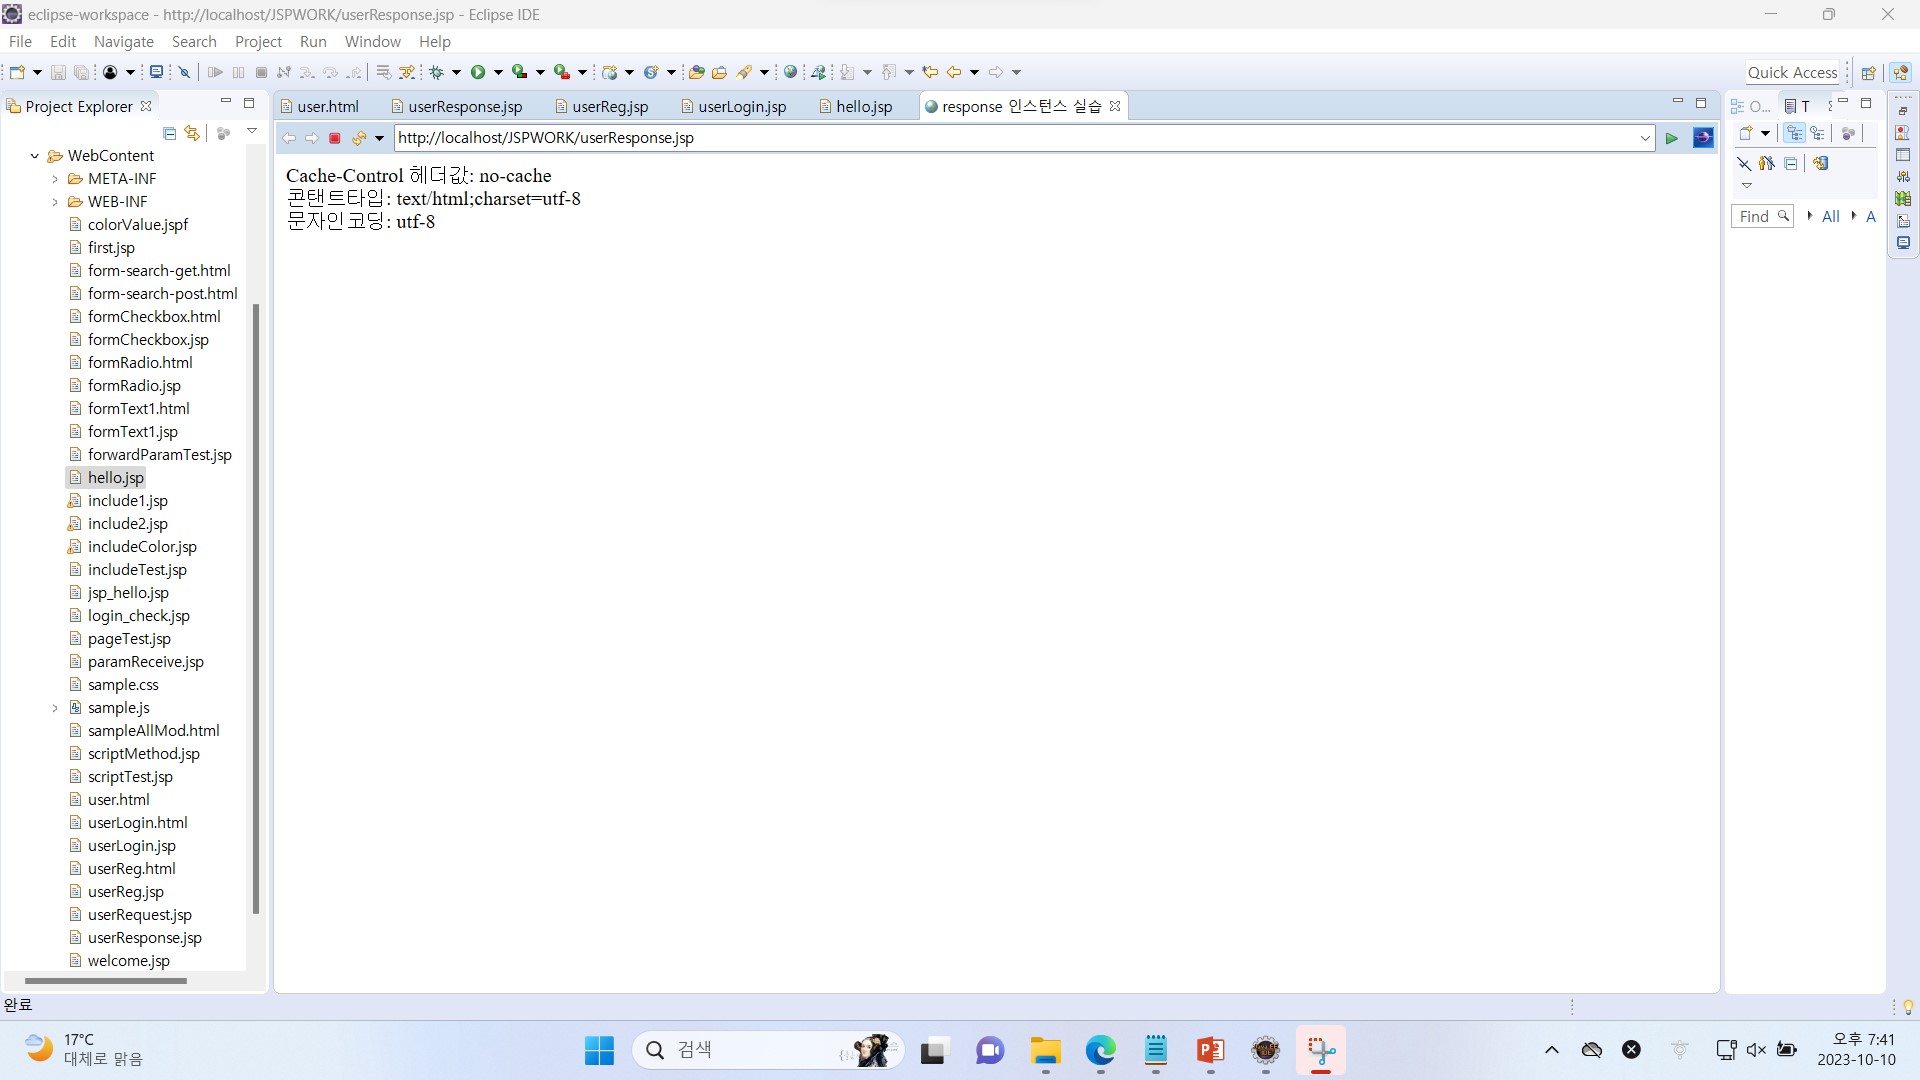 eclipse-workspace - http://localhost/JSPWORK/userResponse.jsp - Eclipse IDE
File Edit Navigate Search Project Run Window Help
Quick Access
Project Explorer
user.html userResponse.jsp userReg.jsp userLogin.jsp hello.jsp response 인스턴스 실습
O... T
http://localhost/JSPWORK/userResponse.jsp
WebContent
META-INF
WEB-INF
colorValue.jspf
first.jsp
form-search-get.html
form-search-post.html
formCheckbox.html
formCheckbox.jsp
formRadio.html
formRadio.jsp
formText1.html
formText1.jsp
forwardParamTest.jsp
hello.jsp
include1.jsp
include2.jsp
includeColor.jsp
includeTest.jsp
jsp_hello.jsp
login_check.jsp
pageTest.jsp
paramReceive.jsp
sample.css
sample.js
sampleAllMod.html
scriptMethod.jsp
scriptTest.jsp
user.html
userLogin.html
userLogin.jsp
userReg.html
userReg.jsp
userRequest.jsp
userResponse.jsp
welcome.jsp
Cache-Control 헤더값: no-cache
콘탠트타입: text/html;charset=utf-8
문자인코딩: utf-8
Find All A
완료
17°C
대체로 맑음
검색
오후 7:41
2023-10-10